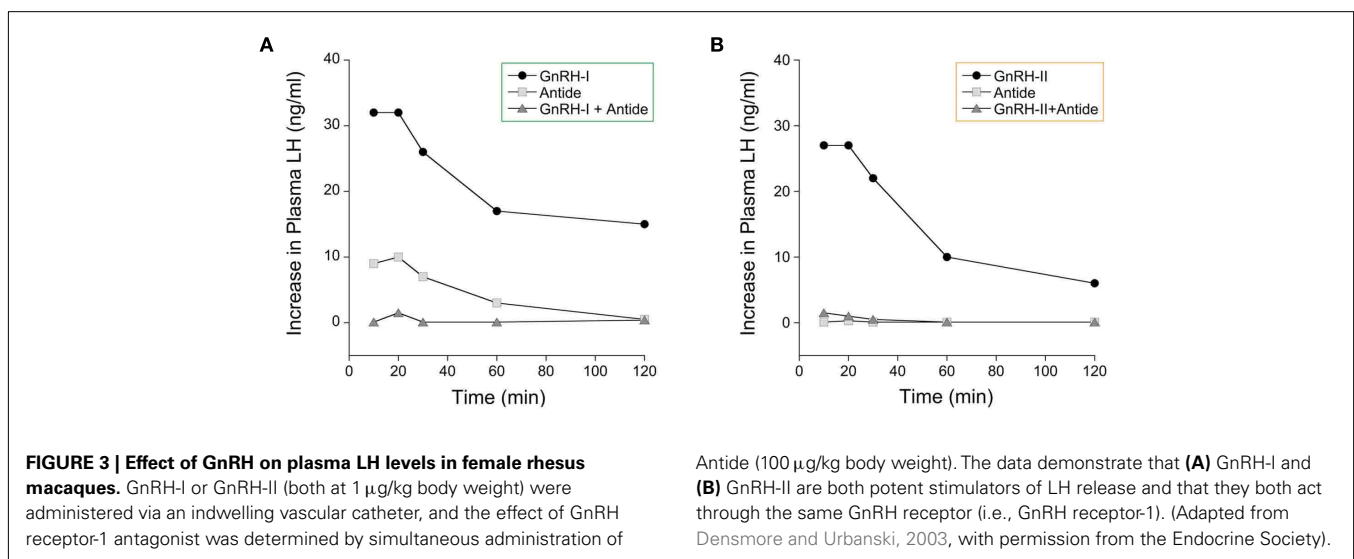 A
40
30
20
10
0
Increase in Plasma LH (ng/ml)
GnRH-I
Antide
GnRH-I + Antide
0 20 40 60 80 100 120
Time (min)
B
40
30
20
10
0
Increase in Plasma LH (ng/ml)
GnRH-II
Antide
GnRH-II+Antide
0 20 40 60 80 100 120
Time (min)
FIGURE 3 | Effect of GnRH on plasma LH levels in female rhesus
macaques. GnRH-I or GnRH-II (both at 1 μg/kg body weight) were
administered via an indwelling vascular catheter, and the effect of GnRH
receptor-1 antagonist was determined by simultaneous administration of
Antide (100 μg/kg body weight). The data demonstrate that (A) GnRH-I and
(B) GnRH-II are both potent stimulators of LH release and that they both act
through the same GnRH receptor (i.e., GnRH receptor-1). (Adapted from
Densmore and Urbanski, 2003, with permission from the Endocrine Society).